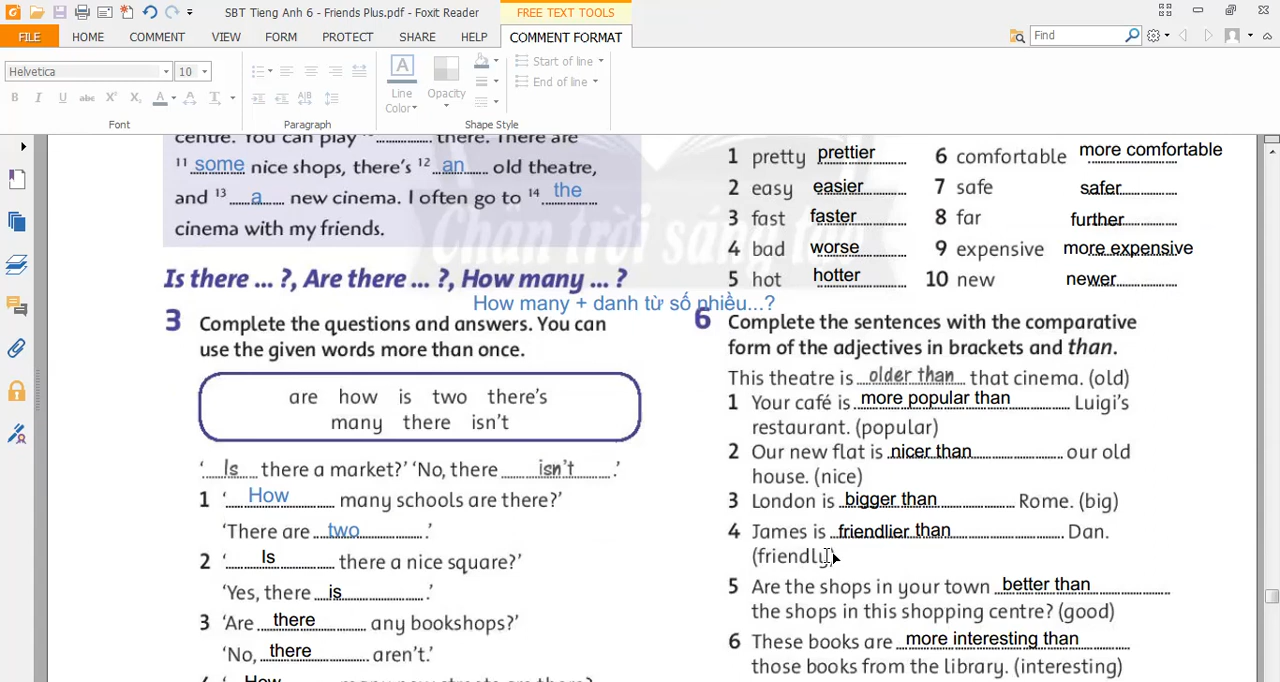 SBT Tieng Anh 6 - Friends Plus.pdf - Foxit Reader
FREE TEXT TOOLS
FILE HOME COMMENT VIEW FORM PROTECT SHARE HELP COMMENT FORMAT
Find
Helvetica 10
Line Color
Opacity
Start of line
End of line
Font Paragraph Shape Style
Chân trời sáng tạo
centre. You can play there. There are
11 some nice shops, there's 12 an old theatre,
and 13 a new cinema. I often go to 14 the
cinema with my friends.
Is there ... ?, Are there ... ?, How many ... ?
How many + danh từ số nhiều...?
3 Complete the questions and answers. You can
use the given words more than once.
are how is two there's
many there isn't
'Is there a market?' 'No, there isn't.'
1 'How many schools are there?'
'There are two.'
2 'Is there a nice square?'
'Yes, there is.'
3 'Are there any bookshops?'
'No, there aren't.'
4 'How many new streets are there?
1 pretty prettier 6 comfortable more comfortable
2 easy easier 7 safe safer
3 fast faster 8 far further
4 bad worse 9 expensive more expensive
5 hot hotter 10 new newer
6 Complete the sentences with the comparative
form of the adjectives in brackets and than.
This theatre is older than that cinema. (old)
1 Your café is more popular than Luigi's
restaurant. (popular)
2 Our new flat is nicer than our old
house. (nice)
3 London is bigger than Rome. (big)
4 James is friendlier than Dan.
(friendly)
5 Are the shops in your town better than
the shops in this shopping centre? (good)
6 These books are more interesting than
those books from the library. (interesting)